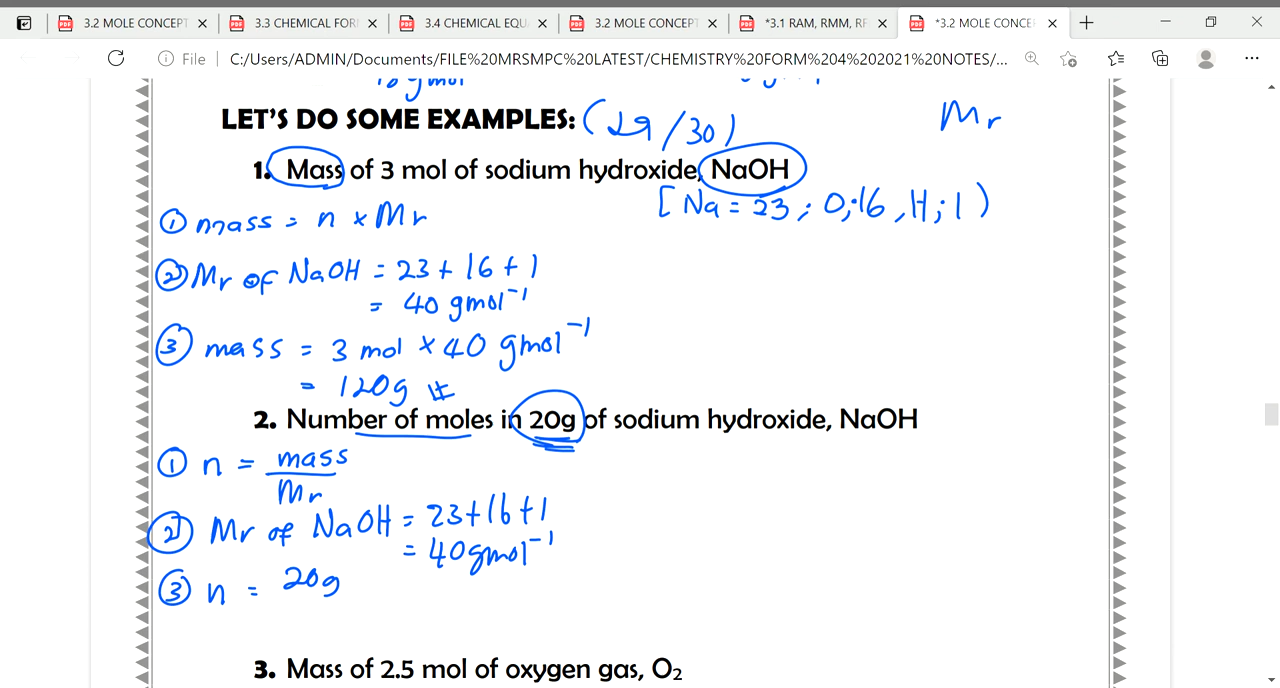 3.2 MOLE CONCEPT
3.3 CHEMICAL FOR
3.4 CHEMICAL EQU
3.2 MOLE CONCEPT
*3.1 RAM, RMM, RF
*3.2 MOLE CONCE
File C:/Users/ADMIN/Documents/FILE%20MRSMPC%20LATEST/CHEMISTRY%20FORM%204%202021%20NOTES/...
LET'S DO SOME EXAMPLES: (29/30)
Mr
1. Mass of 3 mol of sodium hydroxide, NaOH
[Na = 23 ; O ; 16 , H ; 1 )
① mass = n × Mr
② Mr of NaOH = 23 + 16 + 1
= 40 gmol⁻¹
③ mass = 3 mol × 40 gmol⁻¹
= 120g #
2. Number of moles in 20g of sodium hydroxide, NaOH
① n = mass
Mr
② Mr of NaOH = 23+16+1
= 40gmol⁻¹
③ n = 20g
3. Mass of 2.5 mol of oxygen gas, O₂